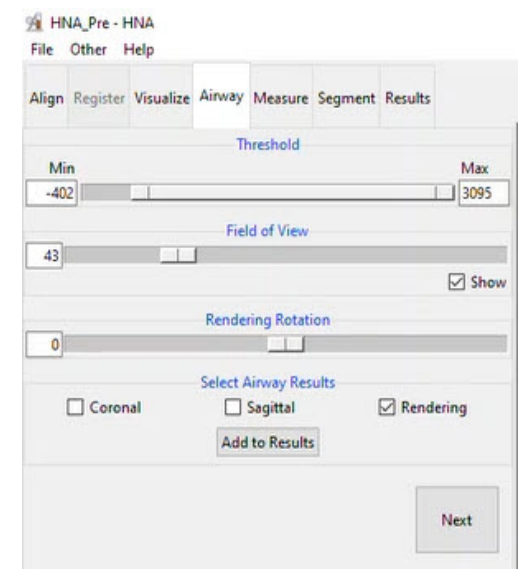 HNA_Pre - HNA
File Other Help
Align Register Visualize Airway Measure Segment Results
Threshold
Min Max
-402 3095
Field of View
43
Show
Rendering Rotation
0
Select Airway Results
Coronal Sagittal Rendering
Add to Results
Next